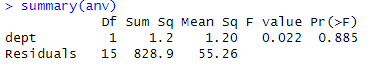 > summary(anv)
Df Sum Sq Mean Sq F value Pr(>F)
dept 1 1.2 1.20 0.022 0.885
Residuals 15 828.9 55.26